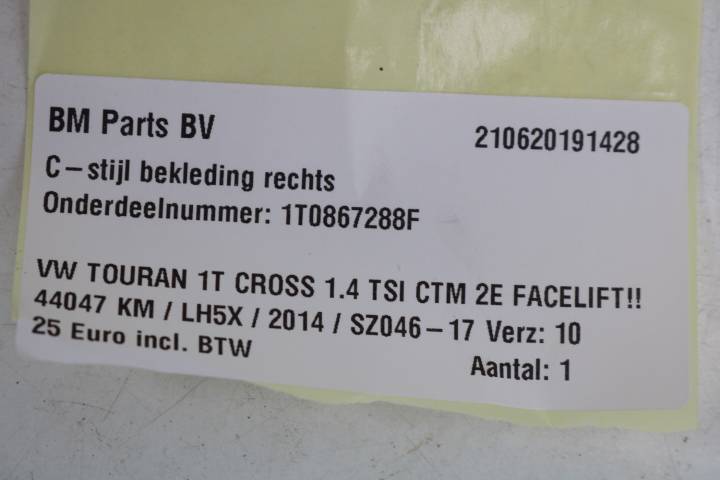 BM Parts BV 210620191428
C-stijl bekleding rechts
Onderdeelnummer: 1T0867288F
VW TOURAN 1T CROSS 1.4 TSI CTM 2E FACELIFT!!
44047 KM / LH5X / 2014 / SZ046-17 Verz: 10
25 Euro incl. BTW Aantal: 1